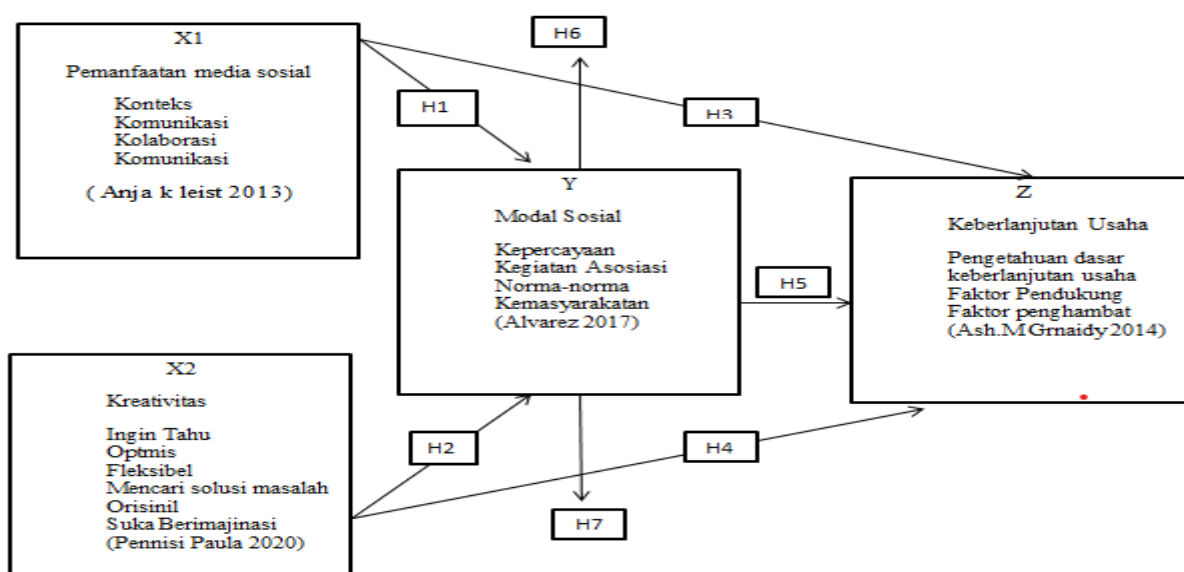 X1
Pemanfaatan media sosial
Konteks
Komunikasi
Kolaborasi
Komunikasi
( Anja k leist 2013)
H6
H1
H3
Y
Modal Sosial
Kepercayaan
Kegiatan Asosiasi
Norma-norma
Kemasyarakatan
(Alvarez 2017)
H5
Z
Keberlanjutan Usaha
Pengetahuan dasar
keberlanjutan usaha
Faktor Pendukung
Faktor penghambat
(Ash.MGrnaidy 2014)
X2
Kreativitas
Ingin Tahu
Optmis
Fleksibel
Mencari solusi masalah
Orisinil
Suka Berimajinasi
(Pennisi Paula 2020)
H2
H4
H7